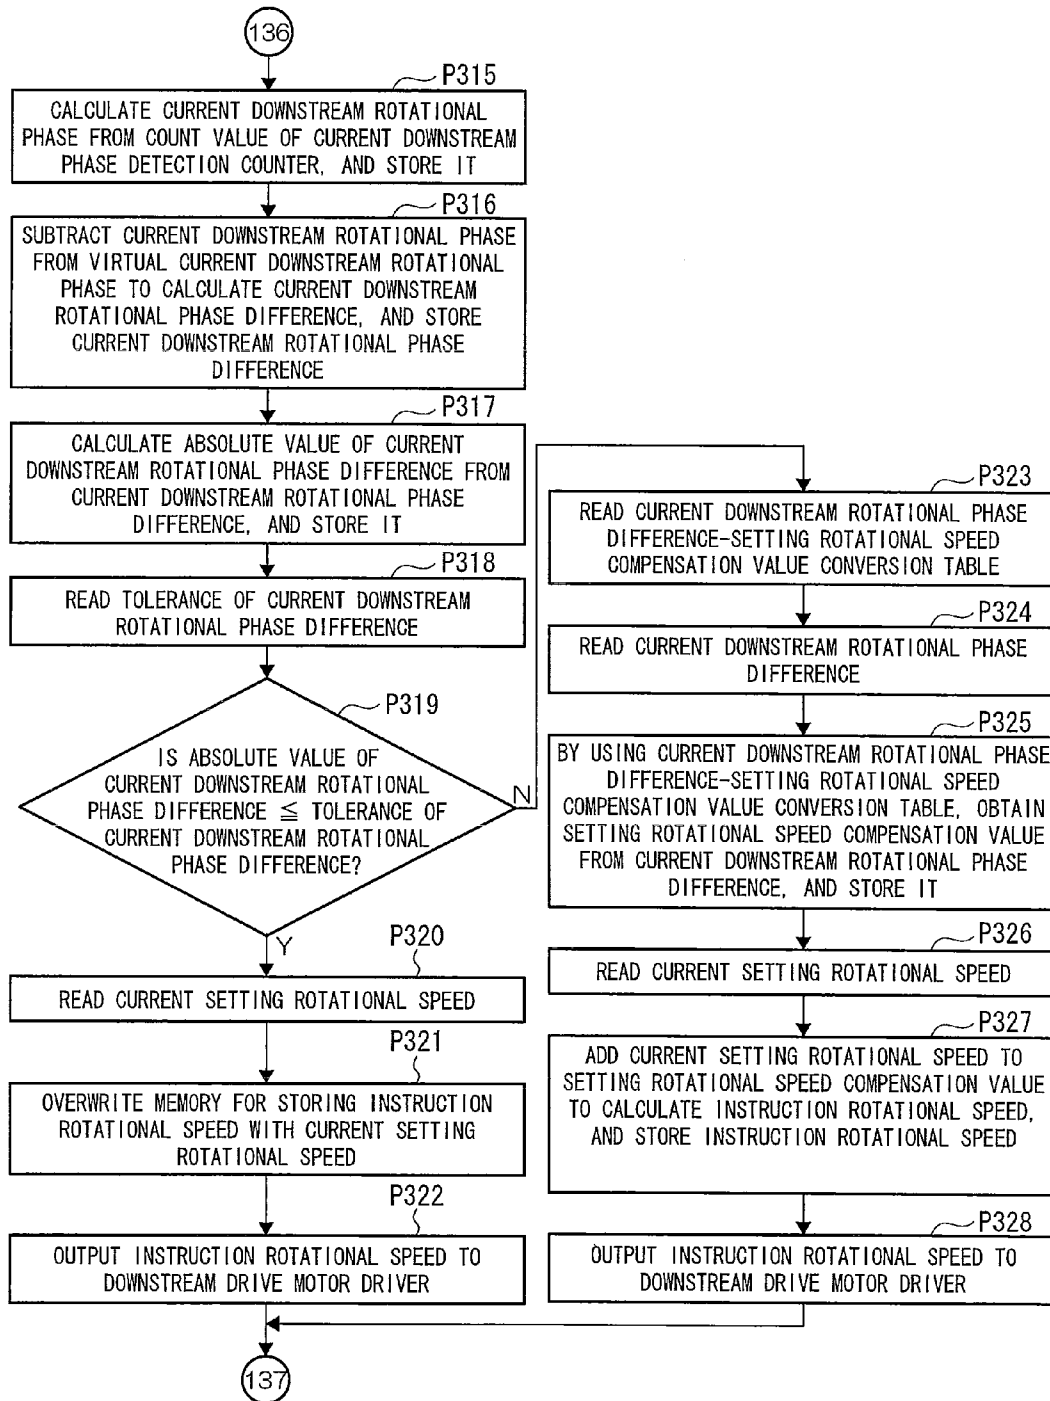 136
P315
CALCULATE CURRENT DOWNSTREAM ROTATIONAL
PHASE FROM COUNT VALUE OF CURRENT DOWNSTREAM
PHASE DETECTION COUNTER, AND STORE IT
P316
SUBTRACT CURRENT DOWNSTREAM ROTATIONAL PHASE
FROM VIRTUAL CURRENT DOWNSTREAM ROTATIONAL
PHASE TO CALCULATE CURRENT DOWNSTREAM
ROTATIONAL PHASE DIFFERENCE, AND STORE
CURRENT DOWNSTREAM ROTATIONAL PHASE
DIFFERENCE
P317
CALCULATE ABSOLUTE VALUE OF CURRENT
DOWNSTREAM ROTATIONAL PHASE DIFFERENCE FROM
CURRENT DOWNSTREAM ROTATIONAL PHASE
DIFFERENCE, AND STORE IT
P318
READ TOLERANCE OF CURRENT DOWNSTREAM
ROTATIONAL PHASE DIFFERENCE
P319
IS ABSOLUTE VALUE OF
CURRENT DOWNSTREAM ROTATIONAL
PHASE DIFFERENCE ≦ TOLERANCE OF
CURRENT DOWNSTREAM ROTATIONAL
PHASE DIFFERENCE?
N
Y
P320
READ CURRENT SETTING ROTATIONAL SPEED
P321
OVERWRITE MEMORY FOR STORING INSTRUCTION
ROTATIONAL SPEED WITH CURRENT SETTING
ROTATIONAL SPEED
P322
OUTPUT INSTRUCTION ROTATIONAL SPEED TO
DOWNSTREAM DRIVE MOTOR DRIVER
P323
READ CURRENT DOWNSTREAM ROTATIONAL PHASE
DIFFERENCE-SETTING ROTATIONAL SPEED
COMPENSATION VALUE CONVERSION TABLE
P324
READ CURRENT DOWNSTREAM ROTATIONAL PHASE
DIFFERENCE
P325
BY USING CURRENT DOWNSTREAM ROTATIONAL PHASE
DIFFERENCE-SETTING ROTATIONAL SPEED
COMPENSATION VALUE CONVERSION TABLE, OBTAIN
SETTING ROTATIONAL SPEED COMPENSATION VALUE
FROM CURRENT DOWNSTREAM ROTATIONAL PHASE
DIFFERENCE, AND STORE IT
P326
READ CURRENT SETTING ROTATIONAL SPEED
P327
ADD CURRENT SETTING ROTATIONAL SPEED TO
SETTING ROTATIONAL SPEED COMPENSATION VALUE
TO CALCULATE INSTRUCTION ROTATIONAL SPEED,
AND STORE INSTRUCTION ROTATIONAL SPEED
P328
OUTPUT INSTRUCTION ROTATIONAL SPEED TO
DOWNSTREAM DRIVE MOTOR DRIVER
137